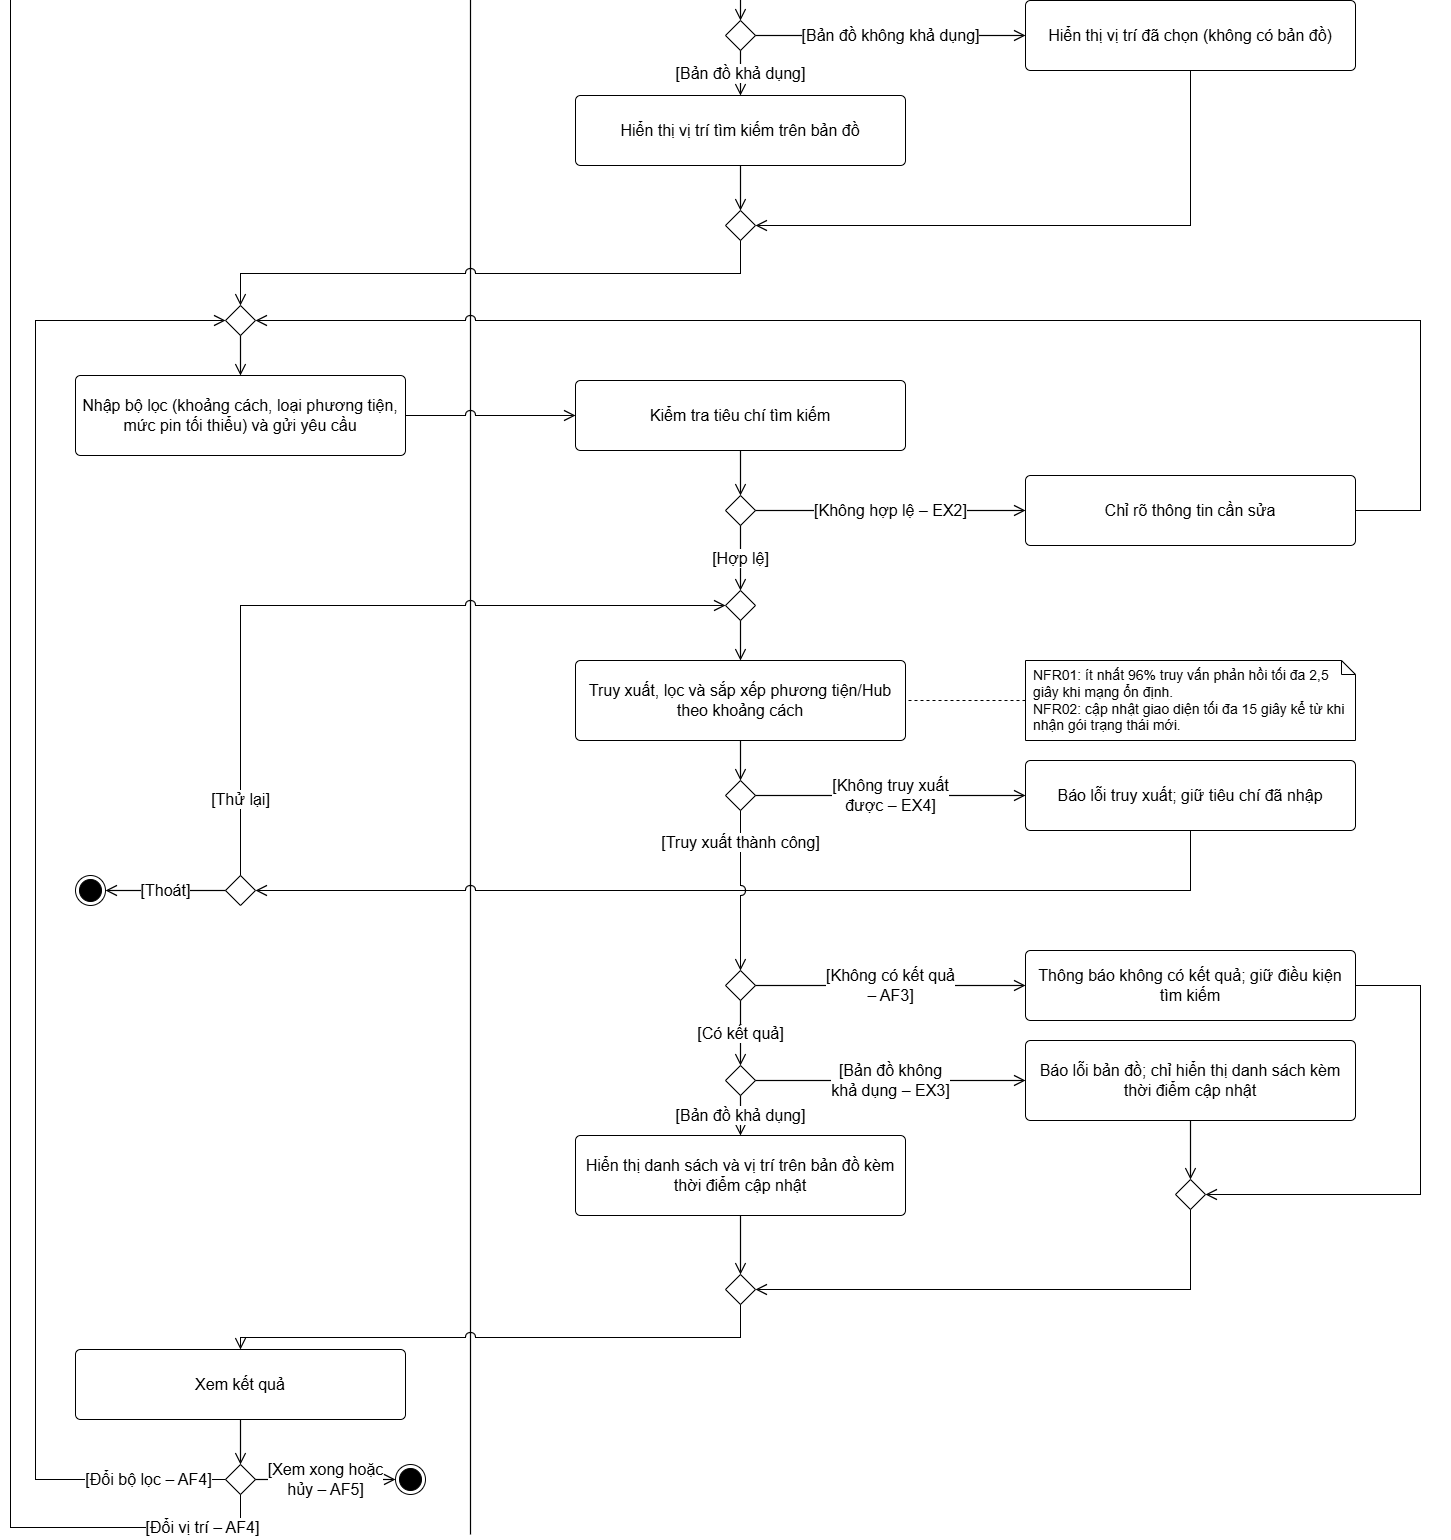 [Bản đồ không khả dụng]
Hiển thị vị trí đã chọn (không có bản đồ)
[Bản đồ khả dụng]
Hiển thị vị trí tìm kiếm trên bản đồ
Nhập bộ lọc (khoảng cách, loại phương tiện,
mức pin tối thiểu) và gửi yêu cầu
Kiểm tra tiêu chí tìm kiếm
[Không hợp lệ – EX2]
Chỉ rõ thông tin cần sửa
[Hợp lệ]
Truy xuất, lọc và sắp xếp phương tiện/Hub
theo khoảng cách
NFR01: ít nhất 96% truy vấn phản hồi tối đa 2,5
giây khi mạng ổn định.
NFR02: cập nhật giao diện tối đa 15 giây kể từ khi
nhận gói trạng thái mới.
[Thử lại]
[Không truy xuất
được – EX4]
Báo lỗi truy xuất; giữ tiêu chí đã nhập
[Truy xuất thành công]
[Thoát]
[Không có kết quả
– AF3]
Thông báo không có kết quả; giữ điều kiện
tìm kiếm
[Có kết quả]
[Bản đồ không
khả dụng – EX3]
Báo lỗi bản đồ; chỉ hiển thị danh sách kèm
thời điểm cập nhật
[Bản đồ khả dụng]
Hiển thị danh sách và vị trí trên bản đồ kèm
thời điểm cập nhật
Xem kết quả
[Đổi bộ lọc – AF4]
[Xem xong hoặc
hủy – AF5]
[Đổi vị trí – AF4]